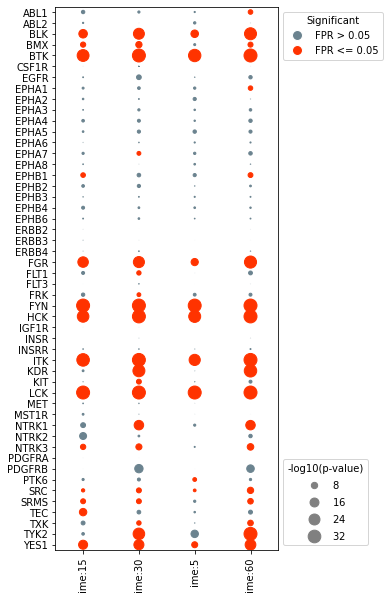 ABL1
ABL2
BLK
BMX
BTK
CSF1R
EGFR
EPHA1
EPHA2
EPHA3
EPHA4
EPHA5
EPHA6
EPHA7
EPHA8
EPHB1
EPHB2
EPHB3
EPHB4
EPHB6
ERBB2
ERBB3
ERBB4
FGR
FLT1
FLT3
FRK
FYN
HCK
IGF1R
INSR
INSRR
ITK
KDR
KIT
LCK
MET
MST1R
NTRK1
NTRK2
NTRK3
PDGFRA
PDGFRB
PTK6
SRC
SRMS
TEC
TXK
TYK2
YES1
ime:15
ime:30
ime:5
ime:60
Significant
FPR > 0.05
FPR <= 0.05
-log10(p-value)
8
16
24
32